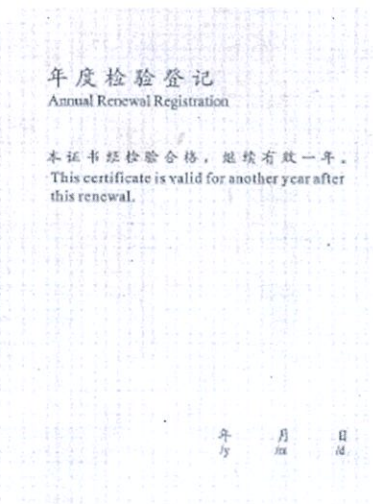 年度检验登记
Annual Renewal Registration
本证书经检验合格，继续有效一年。
This certificate is valid for another year after
this renewal.
年 月 日
/y /m /d